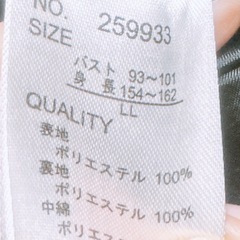 NO. 259933
SIZE
バスト 93〜101
身長 154〜162
LL
QUALITY
表地
ポリエステル 100%
裏地
ポリエステル 100%
中綿
ポリエステル 100%